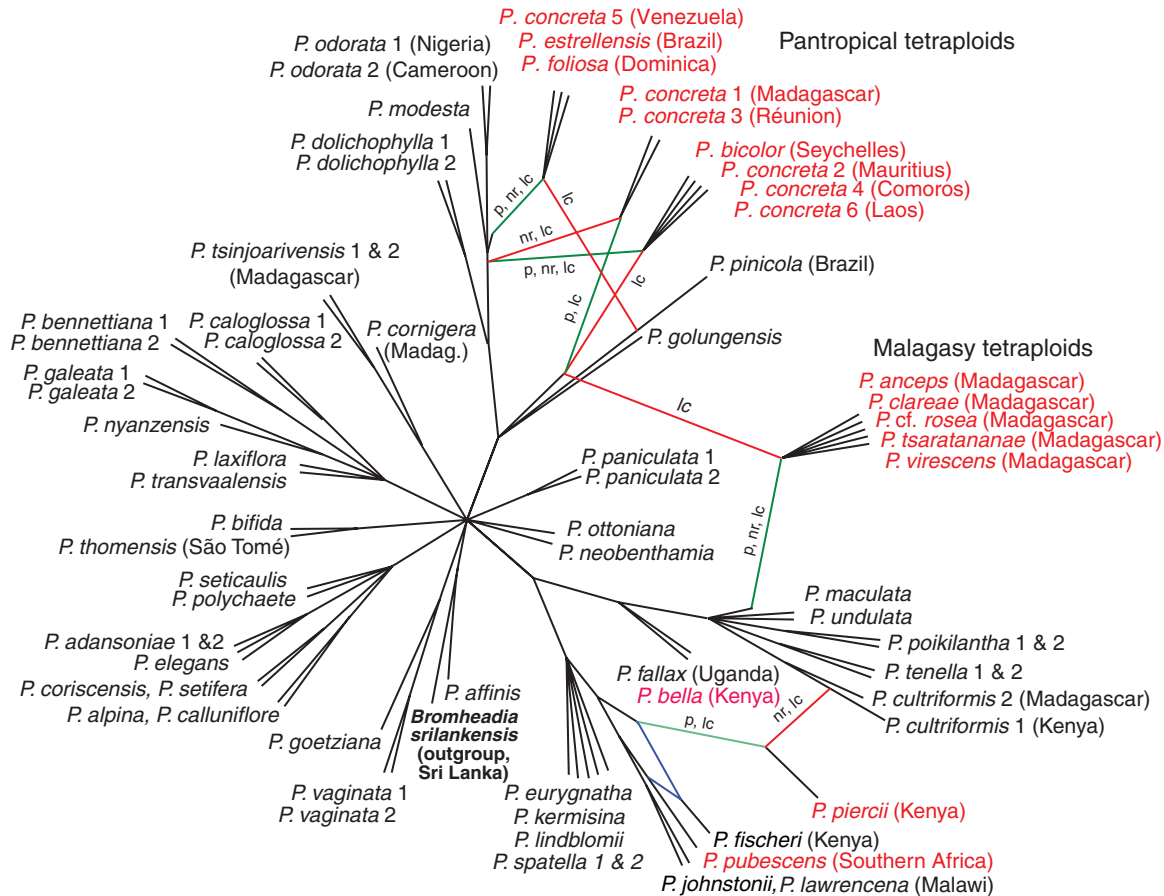 P. concreta 5 (Venezuela)
P. estrellensis (Brazil)
P. foliosa (Dominica)
Pantropical tetraploids
P. odorata 1 (Nigeria)
P. odorata 2 (Cameroon)
P. modesta
P. dolichophylla 1
P. dolichophylla 2
P. concreta 1 (Madagascar)
P. concreta 3 (Réunion)
P. bicolor (Seychelles)
P. concreta 2 (Mauritius)
P. concreta 4 (Comoros)
P. concreta 6 (Laos)
p, nr, lc
lc
nr, lc
p, nr, lc
lc
p, lc
P. tsinjoarivensis 1 & 2
(Madagascar)
P. pinicola (Brazil)
P. golungensis
P. cornigera
(Madag.)
P. bennettiana 1
P. bennettiana 2
P. caloglossa 1
P. caloglossa 2
P. galeata 1
P. galeata 2
P. nyanzensis
P. laxiflora
P. transvaalensis
Malagasy tetraploids
P. anceps (Madagascar)
P. clareae (Madagascar)
P. cf. rosea (Madagascar)
P. tsaratananae (Madagascar)
P. virescens (Madagascar)
lc
p, nr, lc
P. paniculata 1
P. paniculata 2
P. ottoniana
P. neobenthamia
P. bifida
P. thomensis (São Tomé)
P. seticaulis
P. polychaete
P. adansoniae 1 &2
P. elegans
P. coriscensis, P. setifera
P. alpina, P. calluniflore
P. goetziana
P. vaginata 1
P. vaginata 2
P. affinis
Bromheadia
srilankensis
(outgroup,
Sri Lanka)
P. maculata
P. undulata
P. poikilantha 1 & 2
P. tenella 1 & 2
P. cultriformis 2 (Madagascar)
P. cultriformis 1 (Kenya)
P. fallax (Uganda)
P. bella (Kenya)
p, lc
nr, lc
P. eurygnatha
P. kermisina
P. lindblomii
P. spatella 1 & 2
P. piercii (Kenya)
P. fischeri (Kenya)
P. pubescens (Southern Africa)
P. johnstonii, P. lawrencena (Malawi)